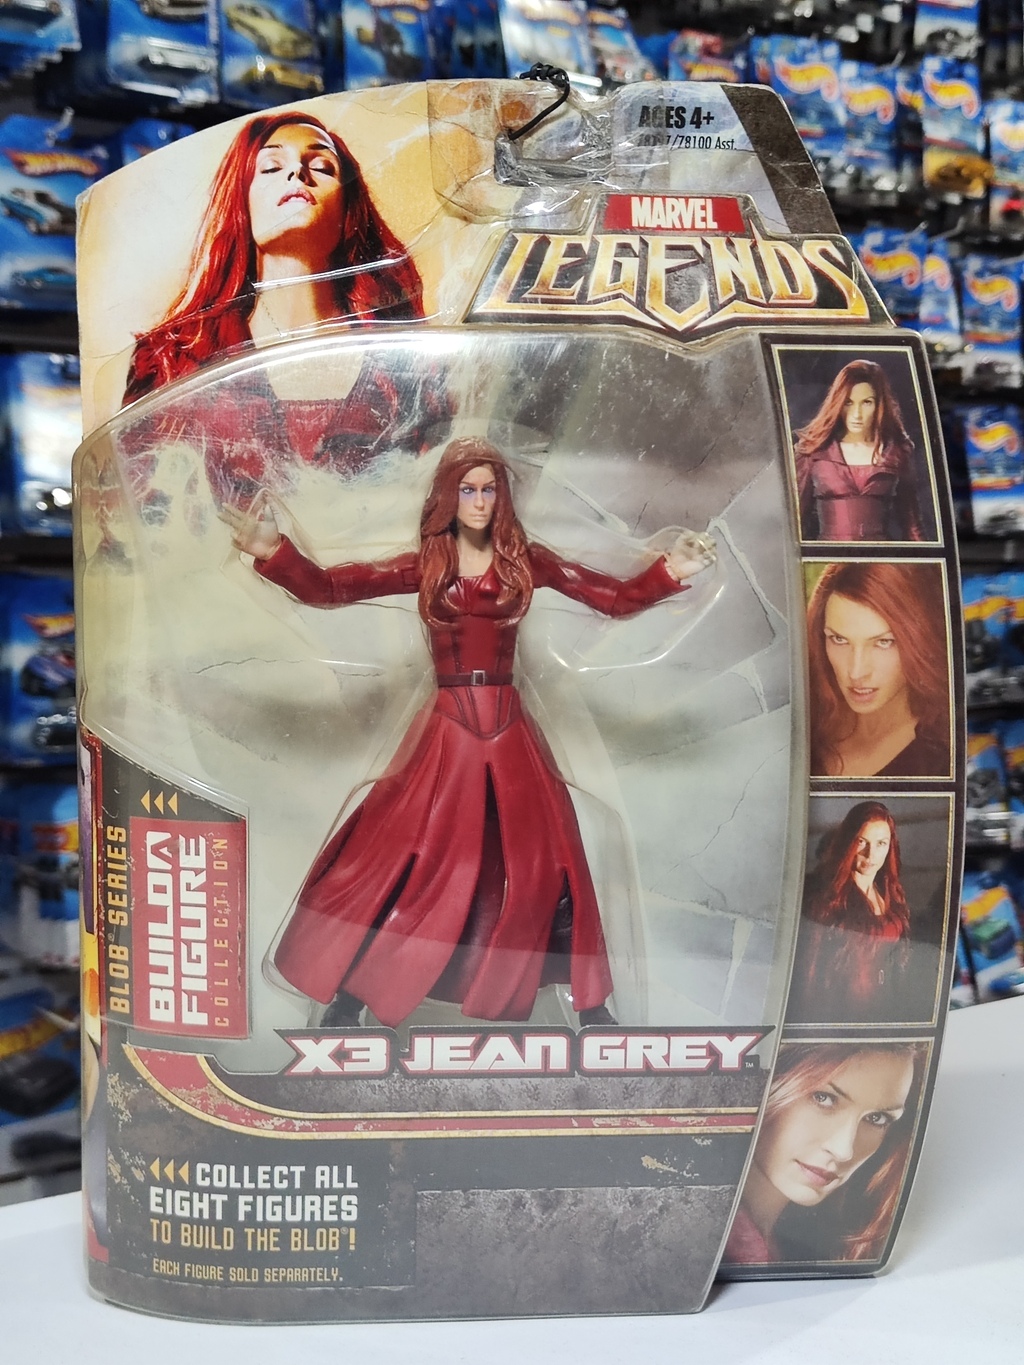 AGES 4+
/78100 Asst.
MARVEL
LEGENDS
BLOB® SERIES
BUILD A
FIGURE
COLLECTION
X3 JEAN GREY™
COLLECT ALL
EIGHT FIGURES
TO BUILD THE BLOB®!
EACH FIGURE SOLD SEPARATELY.